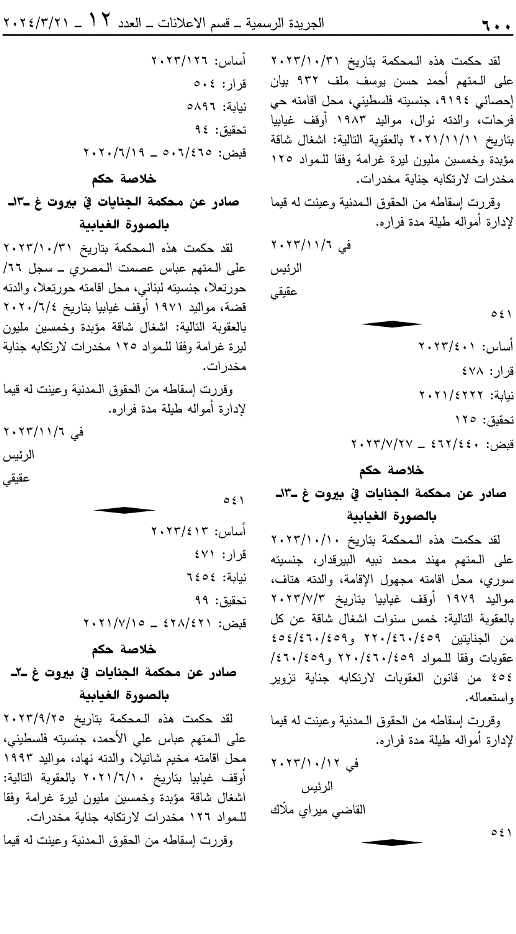 ٦٠٠
الجريدة الرسمية ــ قسم الاعلانات ــ العدد ١٢ ــ ٢٠٢٤/٣/٢١
لقد حكمت هذه المحكمة بتاريخ ٢٠٢٣/١٠/٣١
على المتهم أحمد حسن يوسف ملف ٩٣٢ بيان
إحصائي ٩١٩٤، جنسيته فلسطيني، محل اقامته حي
فرحات، والدته نوال، مواليد ١٩٨٣ أوقف غيابيا
بتاريخ ٢٠٢١/١١/١١ بالعقوبة التالية: اشغال شاقة
مؤبدة وخمسين مليون ليرة غرامة وفقا للمواد ١٢٥
مخدرات لارتكابه جناية مخدرات.
وقررت إسقاطه من الحقوق المدنية وعينت له قيما
لإدارة أمواله طيلة مدة فراره.
في ٢٠٢٣/١١/٦
الرئيس
عقيقي
٥٤١
أساس: ٢٠٢٣/٤٠١
قرار: ٤٧٨
نيابة: ٢٠٢١/٤٢٢٢
تحقيق: ١٢٥
قبض: ٤٦٢/٤٤٠ ــ ٢٠٢٣/٧/٢٧
خلاصة حكم
صادر عن محكمة الجنايات في بيروت غ ــ١٣ــ
بالصورة الغيابية
لقد حكمت هذه المحكمة بتاريخ ٢٠٢٣/١٠/١٠
على المتهم مهند محمد نبيه البيرقدار، جنسيته
سوري، محل اقامته مجهول الإقامة، والدته هتاف،
مواليد ١٩٧٩ أوقف غيابيا بتاريخ ٢٠٢٣/٧/٣
بالعقوبة التالية: خمس سنوات اشغال شاقة عن كل
من الجنايتين ٢٢٠/٤٦٠/٤٥٩ و٤٥٤/٤٦٠/٤٥٩
عقوبات وفقا للمواد ٢٢٠/٤٦٠/٤٥٩ و٤٦٠/٤٥٩/
٤٥٤ من قانون العقوبات لارتكابه جناية تزوير
واستعماله.
وقررت إسقاطه من الحقوق المدنية وعينت له قيما
لإدارة أمواله طيلة مدة فراره.
في ٢٠٢٣/١٠/١٢
الرئيس
القاضي ميراي ملّاك
٥٤١
أساس: ٢٠٢٣/١٢٦
قرار: ٥٠٤
نيابة: ٥٨٩٦
تحقيق: ٩٤
قبض: ٥٠٦/٤٦٥ ــ ٢٠٢٠/٦/١٩
خلاصة حكم
صادر عن محكمة الجنايات في بيروت غ ــ١٣ــ
بالصورة الغيابية
لقد حكمت هذه المحكمة بتاريخ ٢٠٢٣/١٠/٣١
على المتهم عباس عصمت المصري ــ سجل ٦٦/
حورتعلا، جنسيته لبناني، محل اقامته حورتعلا، والدته
فضة، مواليد ١٩٧١ أوقف غيابيا بتاريخ ٢٠٢٠/٦/٤
بالعقوبة التالية: اشغال شاقة مؤبدة وخمسين مليون
ليرة غرامة وفقا للمواد ١٢٥ مخدرات لارتكابه جناية
مخدرات.
وقررت إسقاطه من الحقوق المدنية وعينت له قيما
لإدارة أمواله طيلة مدة فراره.
في ٢٠٢٣/١١/٦
الرئيس
عقيقي
٥٤١
أساس: ٢٠٢٣/٤١٣
قرار: ٤٧١
نيابة: ٦٤٥٤
تحقيق: ٩٩
قبض: ٤٢٨/٤٢١ ــ ٢٠٢١/٧/١٥
خلاصة حكم
صادر عن محكمة الجنايات في بيروت غ ــ٢ــ
بالصورة الغيابية
لقد حكمت هذه المحكمة بتاريخ ٢٠٢٣/٩/٢٥
على المتهم عباس علي الأحمد، جنسيته فلسطيني،
محل اقامته مخيم شاتيلا، والدته نهاد، مواليد ١٩٩٣
أوقف غيابيا بتاريخ ٢٠٢١/٦/١٠ بالعقوبة التالية:
اشغال شاقة مؤبدة وخمسين مليون ليرة غرامة وفقا
للمواد ١٢٦ مخدرات لارتكابه جناية مخدرات.
وقررت إسقاطه من الحقوق المدنية وعينت له قيما